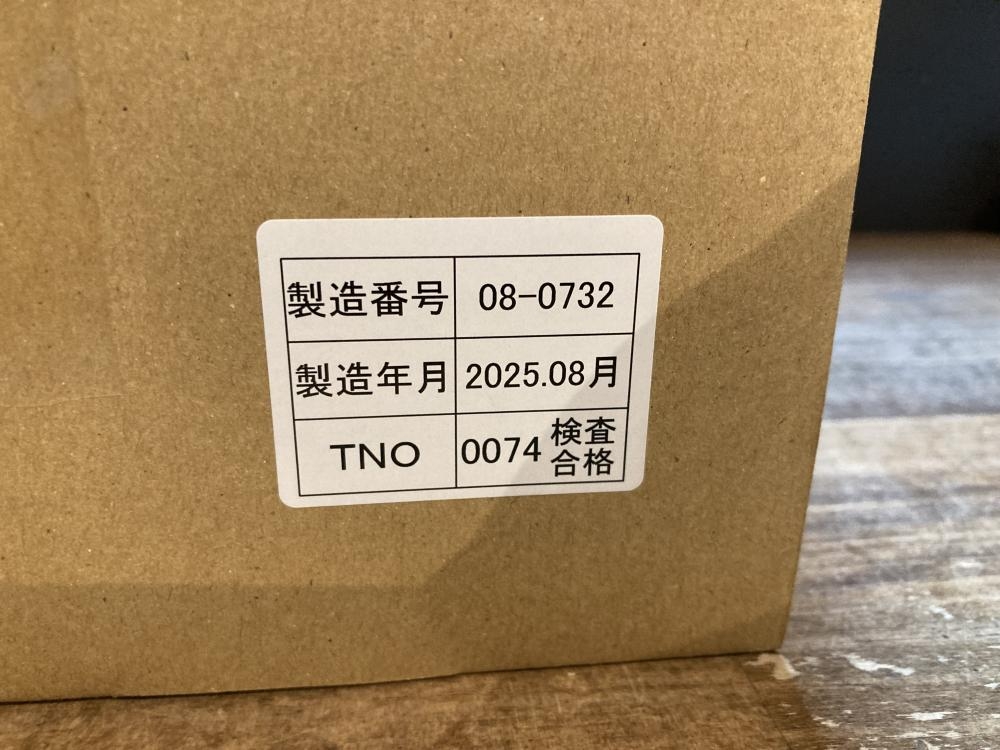 製造番号 08-0732
製造年月 2025.08月
TNO 0074 検査
合格